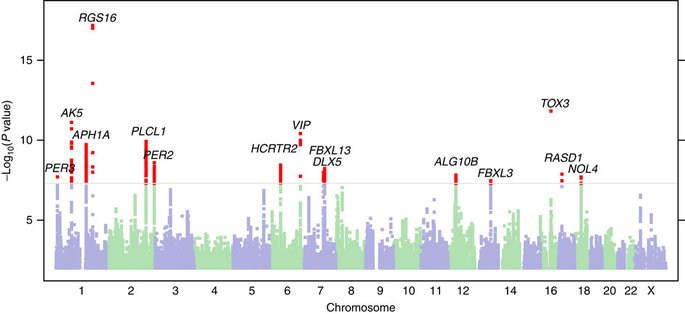 RGS16
15
AK5
TOX3
APH1A
PLCL1
VIP
10
HCRTR2
FBXL13
PER3
PER2
DLX5
ALG10B
FBXL3
RASD1
NOL4
5
−Log10(P value)
1 2 3 4 5 6 7 8 9 10 11 12 14 16 18 20 22 X
Chromosome